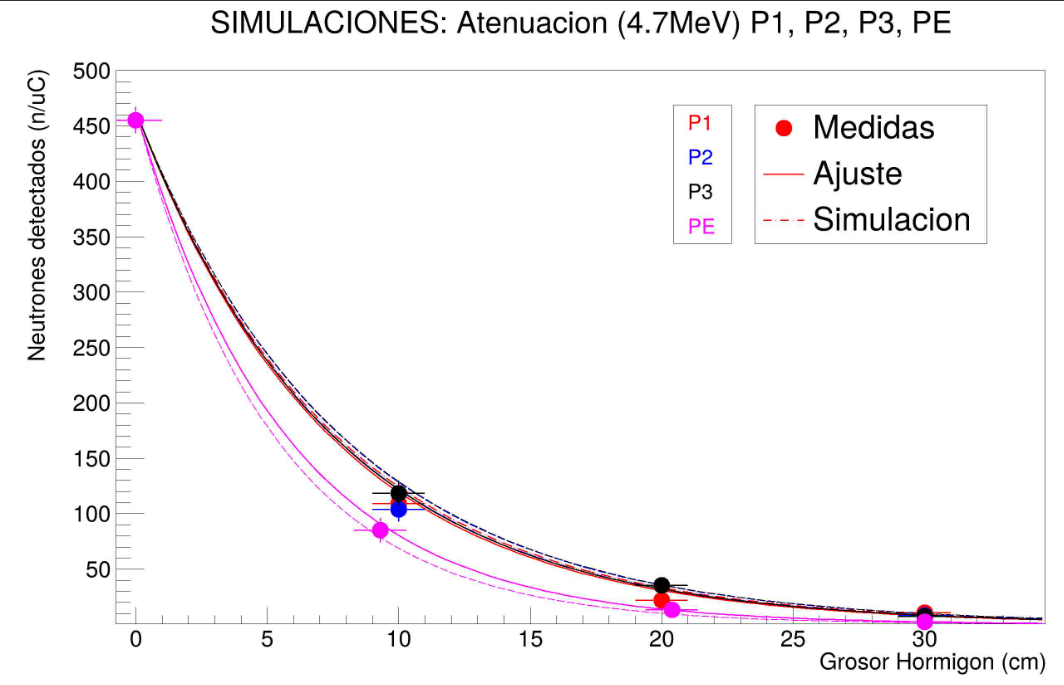 SIMULACIONES: Atenuacion (4.7MeV) P1, P2, P3, PE
Neutrones detectados (n/uC)
500
450
400
350
300
250
200
150
100
50
P1
P2
P3
PE
Medidas
Ajuste
Simulacion
0
5
10
15
20
25
30
Grosor Hormigon (cm)